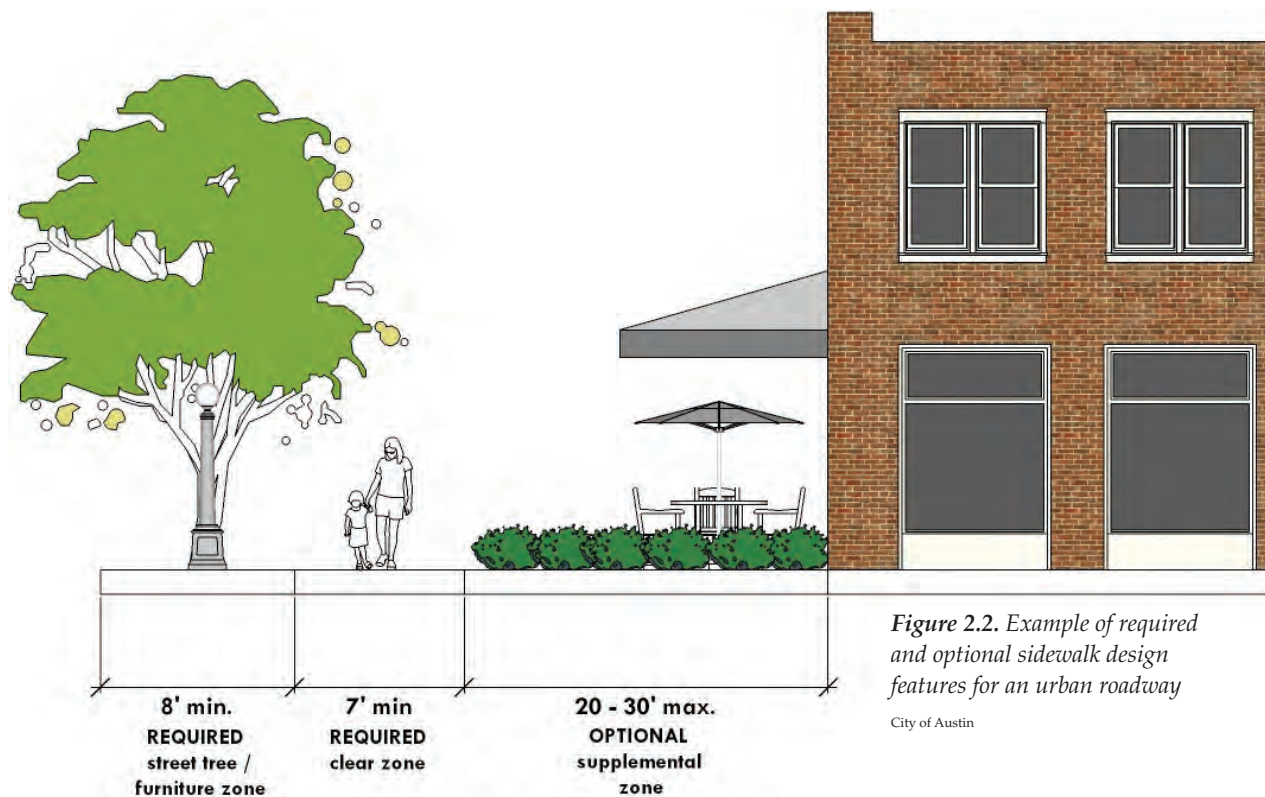 8' min.
REQUIRED
street tree /
furniture zone
7' min
REQUIRED
clear zone
20 - 30' max.
OPTIONAL
supplemental
zone
Figure 2.2. Example of required
and optional sidewalk design
features for an urban roadway
City of Austin